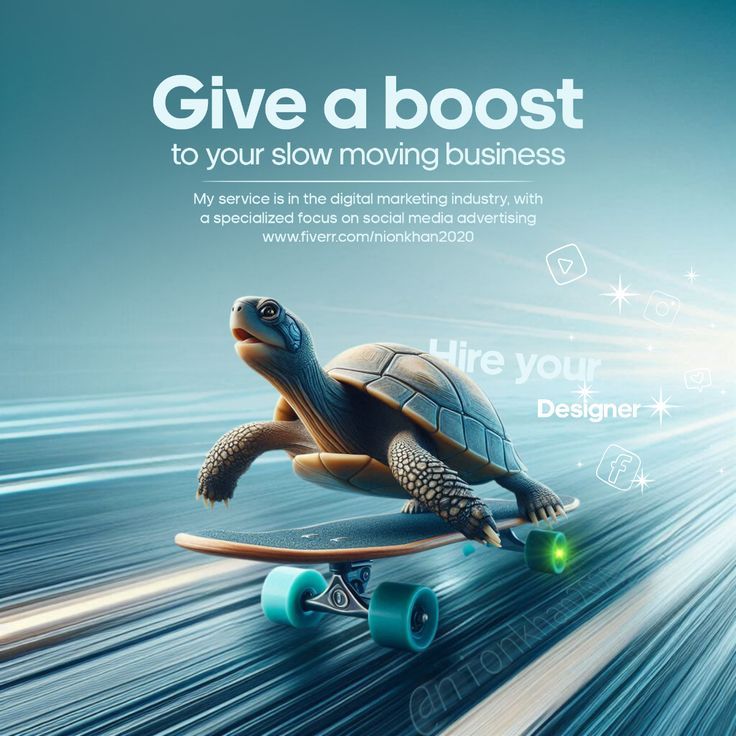 Give a boost
to your slow moving business
My service is in the digital marketing industry, with
a specialized focus on social media advertising
www.fiverr.com/nionkhan2020
Hire your
Designer